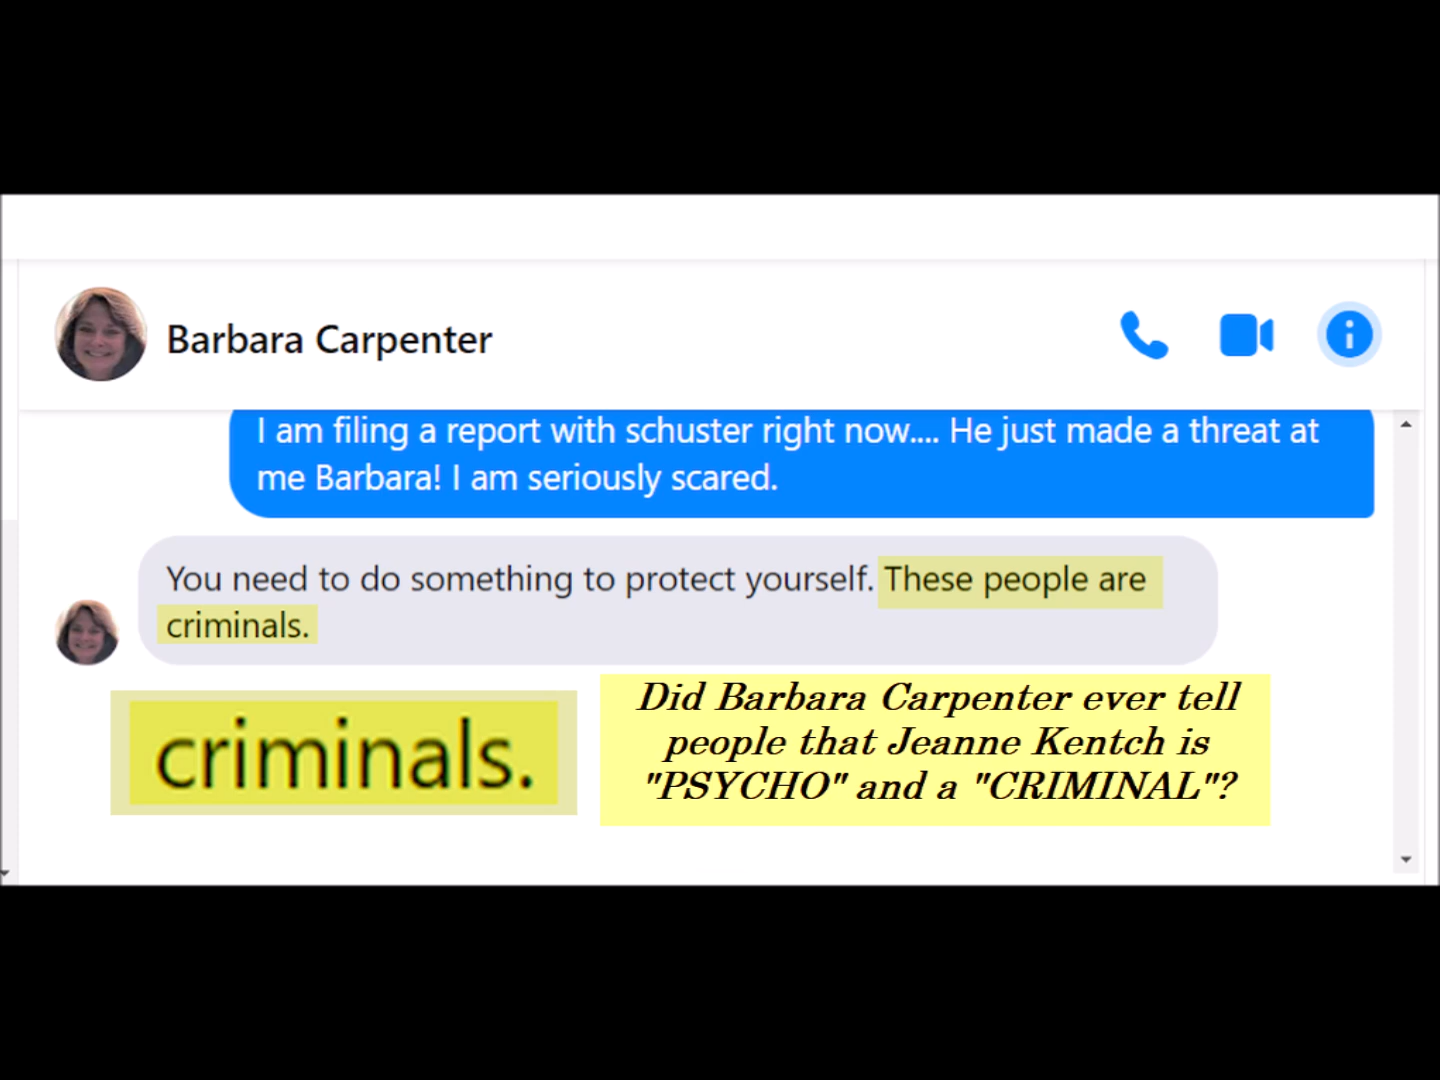 Barbara Carpenter
I am filing a report with schuster right now.... He just made a threat at
me Barbara! I am seriously scared.
You need to do something to protect yourself. These people are
criminals.
criminals.
Did Barbara Carpenter ever tell
people that Jeanne Kentch is
"PSYCHO" and a "CRIMINAL"?